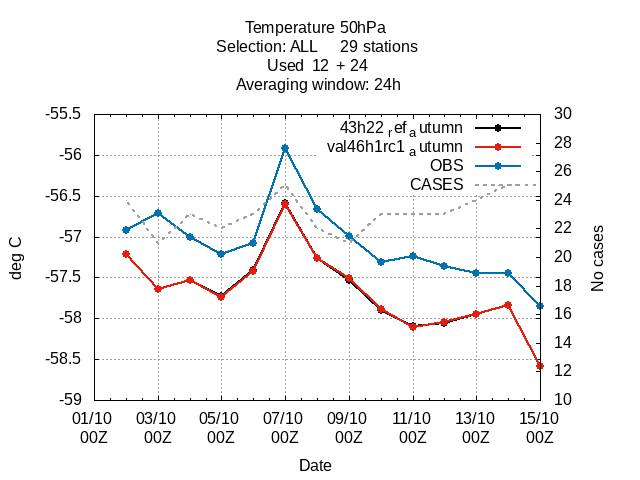 Temperature 50hPa
Selection: ALL 29 stations
Used 12 + 24
Averaging window: 24h
43h22 ref a utumn
val46h1rc1 a utumn
OBS
CASES
-55.5
-56
-56.5
-57
-57.5
-58
-58.5
-59
30
28
26
24
22
20
18
16
14
12
10
deg C
No cases
01/10 03/10 05/10 07/10 09/10 11/10 13/10 15/10
00Z 00Z 00Z 00Z 00Z 00Z 00Z 00Z
Date